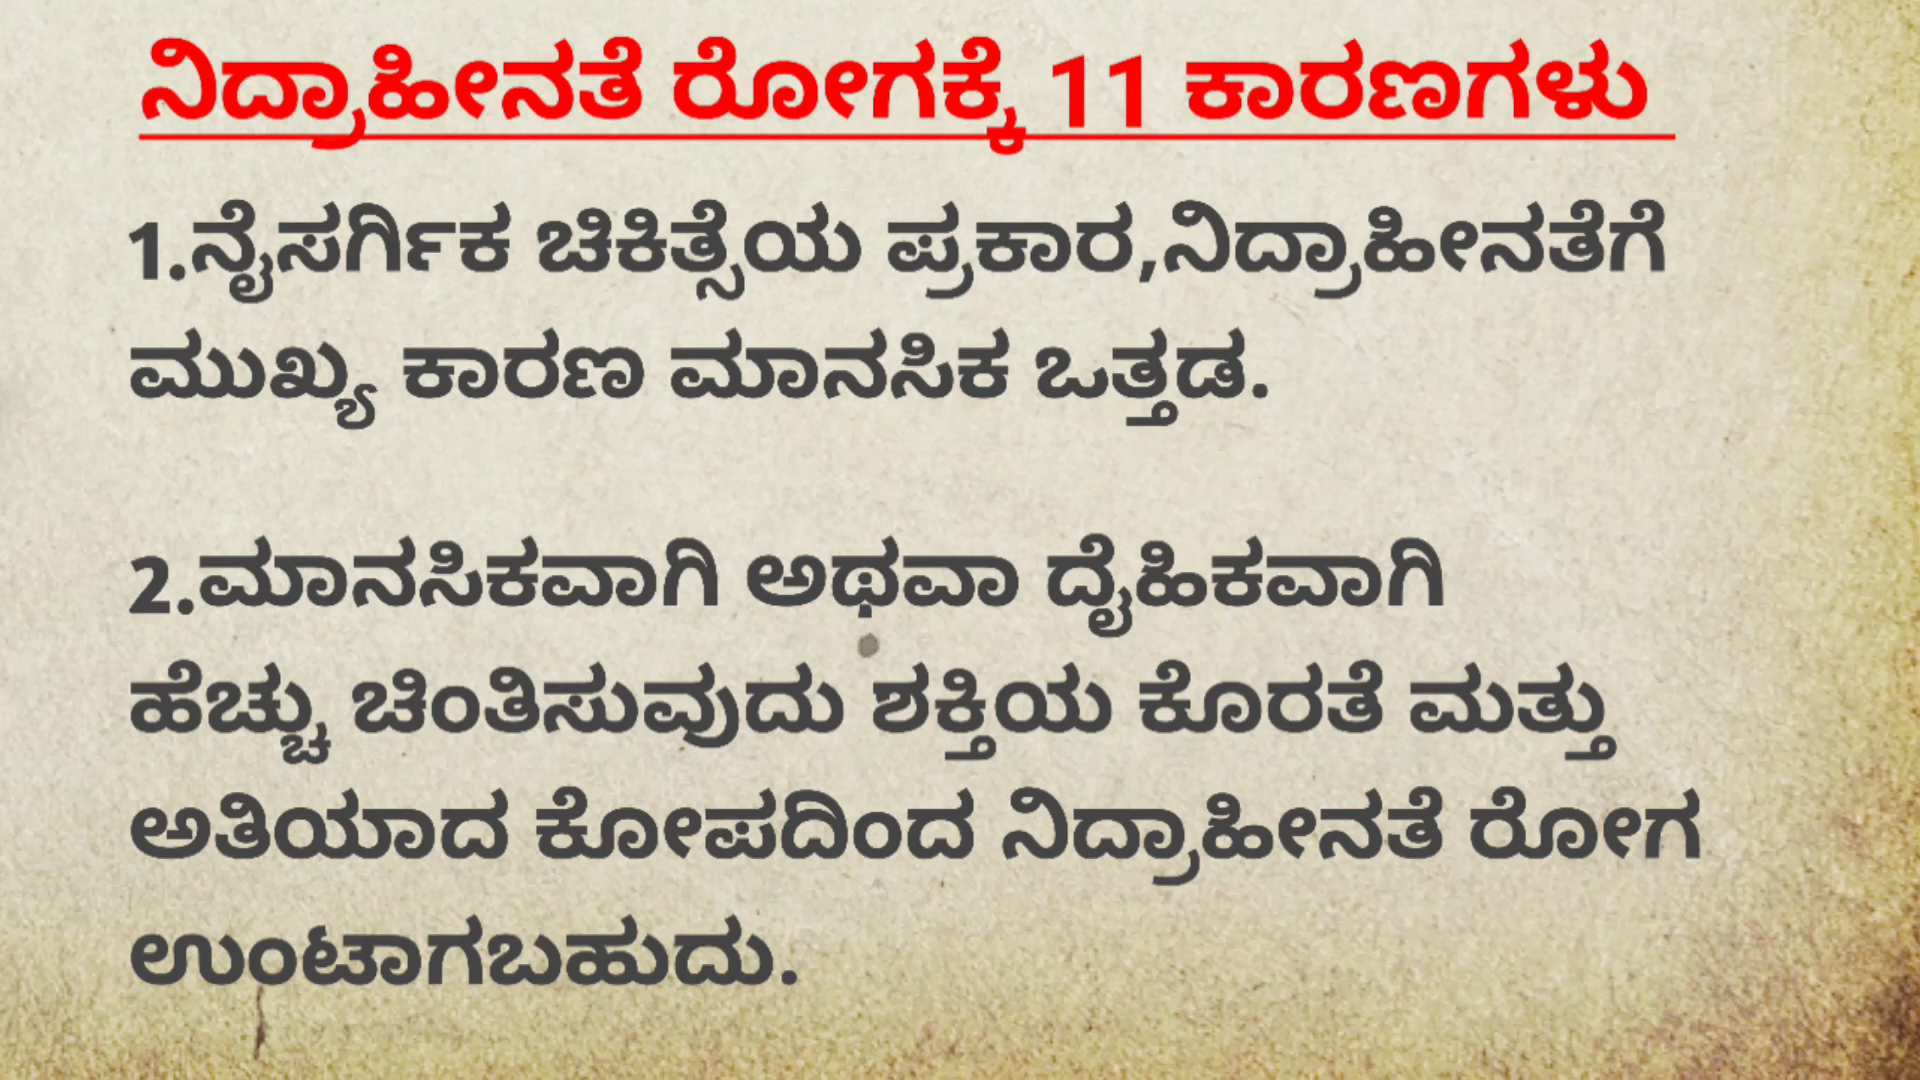 ನಿದ್ರಾಹೀನತೆ ರೋಗಕ್ಕೆ 11 ಕಾರಣಗಳು
1.ನೈಸರ್ಗಿಕ ಚಿಕಿತ್ಸೆಯ ಪ್ರಕಾರ,ನಿದ್ರಾಹೀನತೆಗೆ
ಮುಖ್ಯ ಕಾರಣ ಮಾನಸಿಕ ಒತ್ತಡ.
2.ಮಾನಸಿಕವಾಗಿ ಅಥವಾ ದೈಹಿಕವಾಗಿ
ಹೆಚ್ಚು ಚಿಂತಿಸುವುದು ಶಕ್ತಿಯ ಕೊರತೆ ಮತ್ತು
ಅತಿಯಾದ ಕೋಪದಿಂದ ನಿದ್ರಾಹೀನತೆ ರೋಗ
ಉಂಟಾಗಬಹುದು.